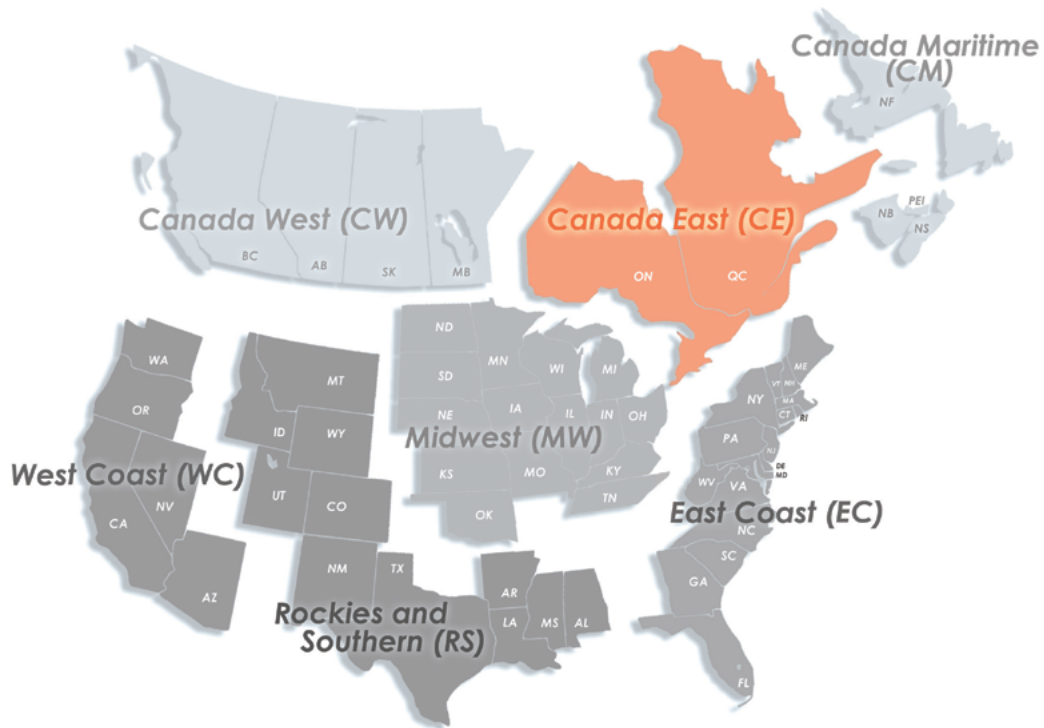 Canada Maritime
(CM)
NF
Canada West (CW)
BC
AB
SK
MB
Canada East (CE)
ON
QC
NB
PEI
NS
WA
OR
West Coast (WC)
CA
NV
AZ
MT
ID
WY
UT
CO
NM
TX
Rockies and
Southern (RS)
AR
LA
MS
AL
ND
MN
SD
WI
MI
NE
IA
IL
IN
OH
Midwest (MW)
KS
MO
KY
TN
OK
ME
VT
NH
NY
MA
CT
RI
PA
NJ
DE
MD
WV
VA
East Coast (EC)
NC
SC
GA
FL